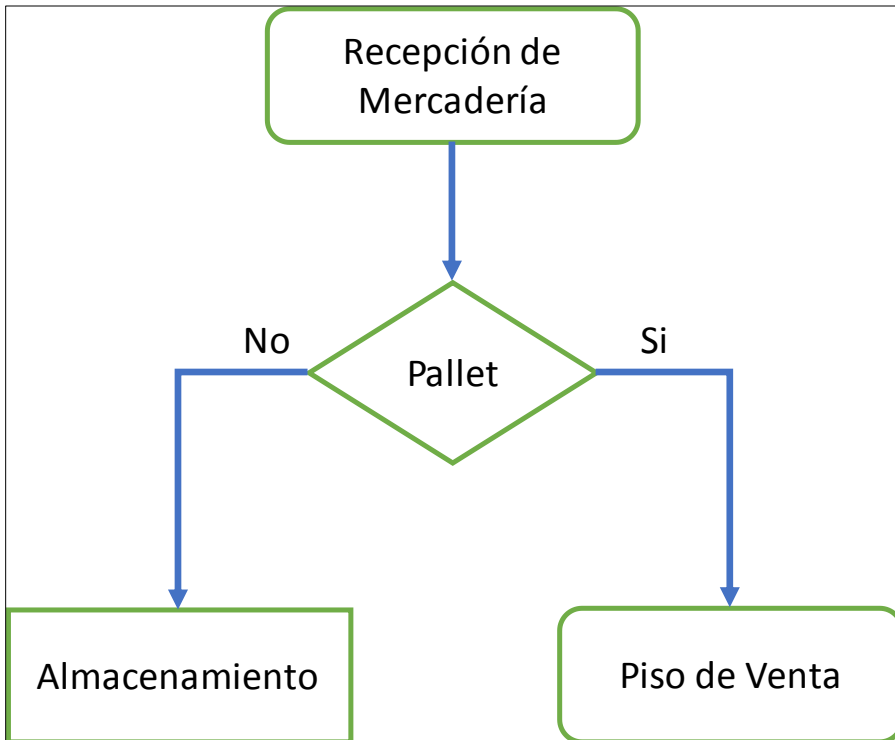 Recepción de
Mercadería
No
Si
Pallet
Almacenamiento
Piso de Venta